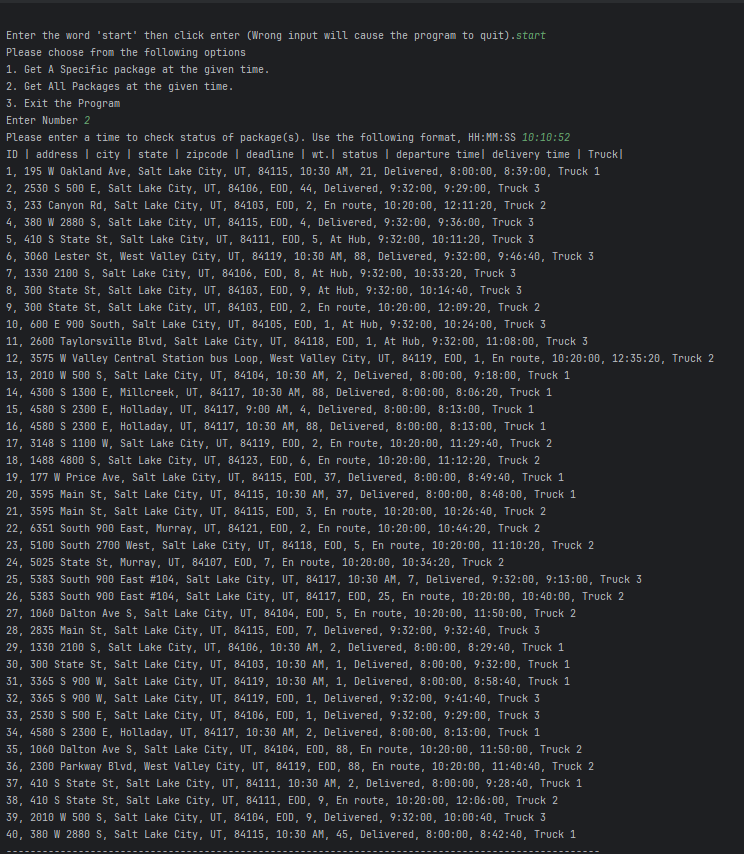 Enter the word 'start' then click enter (Wrong input will cause the program to quit).start
Please choose from the following options
1. Get A Specific package at the given time.
2. Get All Packages at the given time.
3. Exit the Program
Enter Number 2
Please enter a time to check status of package(s). Use the following format, HH:MM:SS 10:10:52
ID | address | city | state | zipcode | deadline | wt.| status | departure time| delivery time | Truck|
1, 195 W Oakland Ave, Salt Lake City, UT, 84115, 10:30 AM, 21, Delivered, 8:00:00, 8:39:00, Truck 1
2, 2530 S 500 E, Salt Lake City, UT, 84106, EOD, 44, Delivered, 9:32:00, 9:29:00, Truck 3
3, 233 Canyon Rd, Salt Lake City, UT, 84103, EOD, 2, En route, 10:20:00, 12:11:20, Truck 2
4, 380 W 2880 S, Salt Lake City, UT, 84115, EOD, 4, Delivered, 9:32:00, 9:36:00, Truck 3
5, 410 S State St, Salt Lake City, UT, 84111, EOD, 5, At Hub, 9:32:00, 10:11:20, Truck 3
6, 3060 Lester St, West Valley City, UT, 84119, 10:30 AM, 88, Delivered, 9:32:00, 9:46:40, Truck 3
7, 1330 2100 S, Salt Lake City, UT, 84106, EOD, 8, At Hub, 9:32:00, 10:33:20, Truck 3
8, 300 State St, Salt Lake City, UT, 84103, EOD, 9, At Hub, 9:32:00, 10:14:40, Truck 3
9, 300 State St, Salt Lake City, UT, 84103, EOD, 2, En route, 10:20:00, 12:09:20, Truck 2
10, 600 E 900 South, Salt Lake City, UT, 84105, EOD, 1, At Hub, 9:32:00, 10:24:00, Truck 3
11, 2600 Taylorsville Blvd, Salt Lake City, UT, 84118, EOD, 1, At Hub, 9:32:00, 11:08:00, Truck 3
12, 3575 W Valley Central Station bus Loop, West Valley City, UT, 84119, EOD, 1, En route, 10:20:00, 12:35:20, Truck 2
13, 2010 W 500 S, Salt Lake City, UT, 84104, 10:30 AM, 2, Delivered, 8:00:00, 9:18:00, Truck 1
14, 4300 S 1300 E, Millcreek, UT, 84117, 10:30 AM, 88, Delivered, 8:00:00, 8:06:20, Truck 1
15, 4580 S 2300 E, Holladay, UT, 84117, 9:00 AM, 4, Delivered, 8:00:00, 8:13:00, Truck 1
16, 4580 S 2300 E, Holladay, UT, 84117, 10:30 AM, 88, Delivered, 8:00:00, 8:13:00, Truck 1
17, 3148 S 1100 W, Salt Lake City, UT, 84119, EOD, 2, En route, 10:20:00, 11:29:40, Truck 2
18, 1488 4800 S, Salt Lake City, UT, 84123, EOD, 6, En route, 10:20:00, 11:12:20, Truck 2
19, 177 W Price Ave, Salt Lake City, UT, 84115, EOD, 37, Delivered, 8:00:00, 8:49:40, Truck 1
20, 3595 Main St, Salt Lake City, UT, 84115, 10:30 AM, 37, Delivered, 8:00:00, 8:48:00, Truck 1
21, 3595 Main St, Salt Lake City, UT, 84115, EOD, 3, En route, 10:20:00, 10:26:40, Truck 2
22, 6351 South 900 East, Murray, UT, 84121, EOD, 2, En route, 10:20:00, 10:44:20, Truck 2
23, 5100 South 2700 West, Salt Lake City, UT, 84118, EOD, 5, En route, 10:20:00, 11:10:20, Truck 2
24, 5025 State St, Murray, UT, 84107, EOD, 7, En route, 10:20:00, 10:34:20, Truck 2
25, 5383 South 900 East #104, Salt Lake City, UT, 84117, 10:30 AM, 7, Delivered, 9:32:00, 9:13:00, Truck 3
26, 5383 South 900 East #104, Salt Lake City, UT, 84117, EOD, 25, En route, 10:20:00, 10:40:00, Truck 2
27, 1060 Dalton Ave S, Salt Lake City, UT, 84104, EOD, 5, En route, 10:20:00, 11:50:00, Truck 2
28, 2835 Main St, Salt Lake City, UT, 84115, EOD, 7, Delivered, 9:32:00, 9:32:40, Truck 3
29, 1330 2100 S, Salt Lake City, UT, 84106, 10:30 AM, 2, Delivered, 8:00:00, 8:29:40, Truck 1
30, 300 State St, Salt Lake City, UT, 84103, 10:30 AM, 1, Delivered, 8:00:00, 9:32:00, Truck 1
31, 3365 S 900 W, Salt Lake City, UT, 84119, 10:30 AM, 1, Delivered, 8:00:00, 8:58:40, Truck 1
32, 3365 S 900 W, Salt Lake City, UT, 84119, EOD, 1, Delivered, 9:32:00, 9:41:40, Truck 3
33, 2530 S 500 E, Salt Lake City, UT, 84106, EOD, 1, Delivered, 9:32:00, 9:29:00, Truck 3
34, 4580 S 2300 E, Holladay, UT, 84117, 10:30 AM, 2, Delivered, 8:00:00, 8:13:00, Truck 1
35, 1060 Dalton Ave S, Salt Lake City, UT, 84104, EOD, 88, En route, 10:20:00, 11:50:00, Truck 2
36, 2300 Parkway Blvd, West Valley City, UT, 84119, EOD, 88, En route, 10:20:00, 11:40:40, Truck 2
37, 410 S State St, Salt Lake City, UT, 84111, 10:30 AM, 2, Delivered, 8:00:00, 9:28:40, Truck 1
38, 410 S State St, Salt Lake City, UT, 84111, EOD, 9, En route, 10:20:00, 12:06:00, Truck 2
39, 2010 W 500 S, Salt Lake City, UT, 84104, EOD, 9, Delivered, 9:32:00, 10:00:40, Truck 3
40, 380 W 2880 S, Salt Lake City, UT, 84115, 10:30 AM, 45, Delivered, 8:00:00, 8:42:40, Truck 1
----------------------------------------------------------------------------------------------------